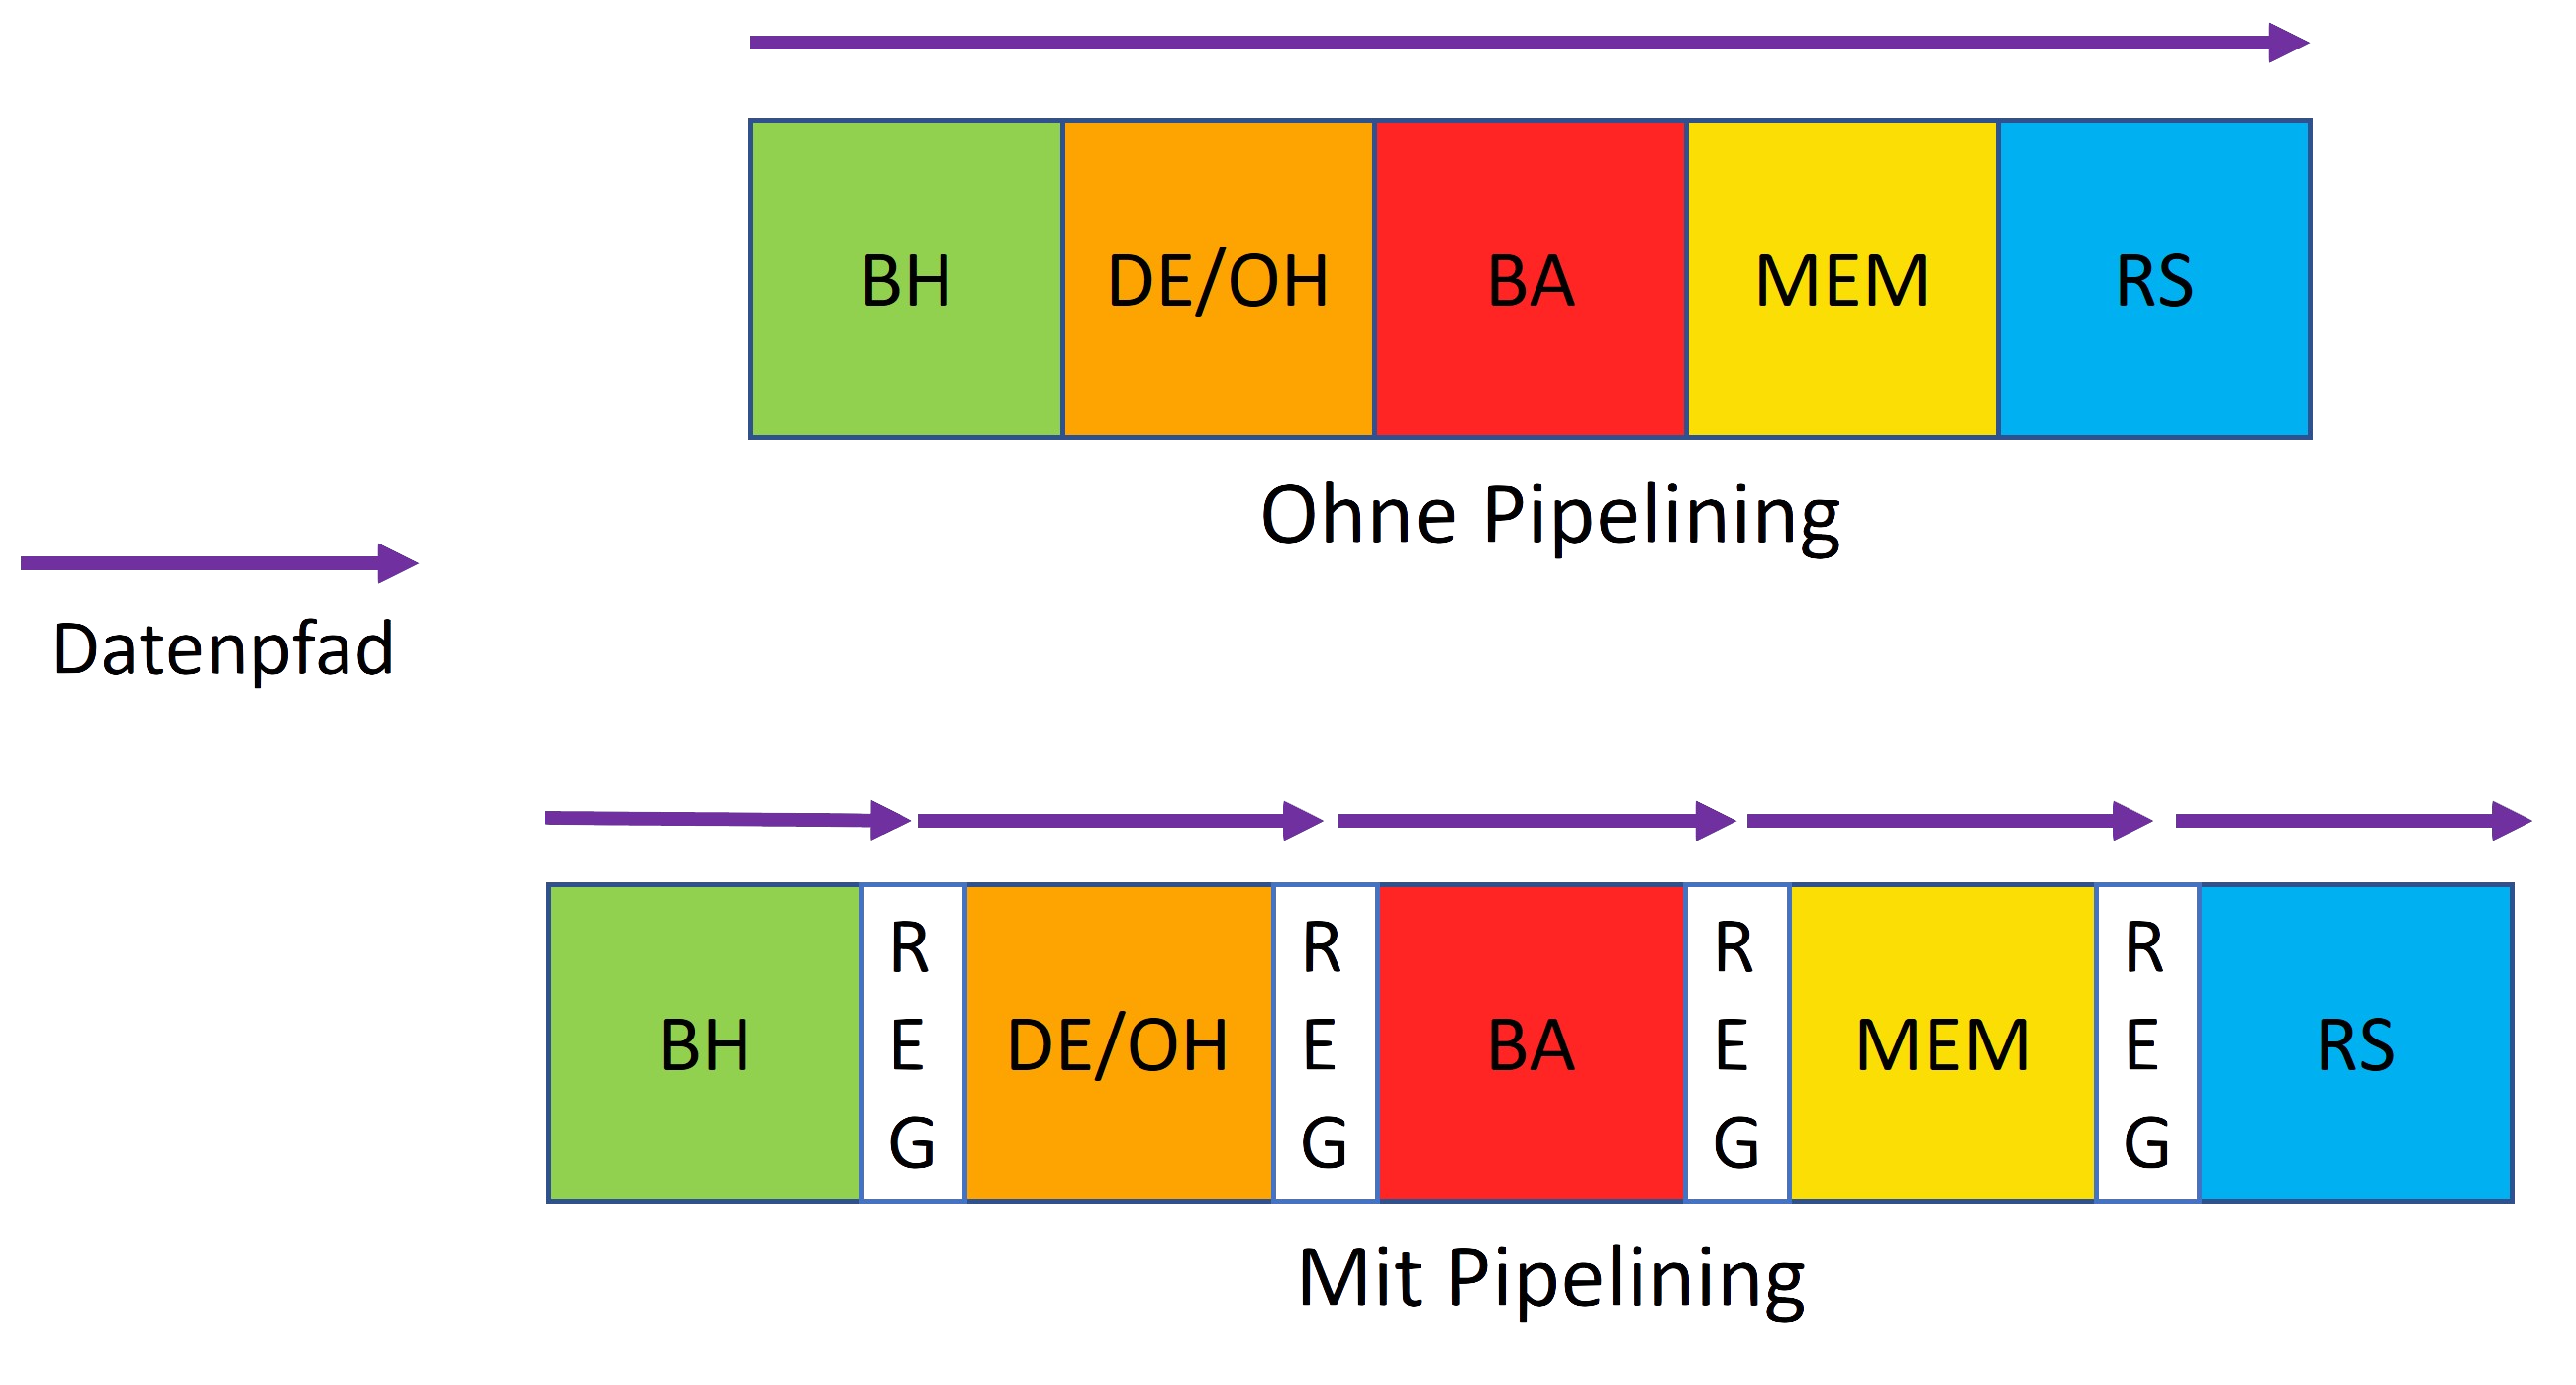 BH DE/OH BA MEM RS
Ohne Pipelining
Datenpfad
BH REG DE/OH REG BA REG MEM REG RS
Mit Pipelining